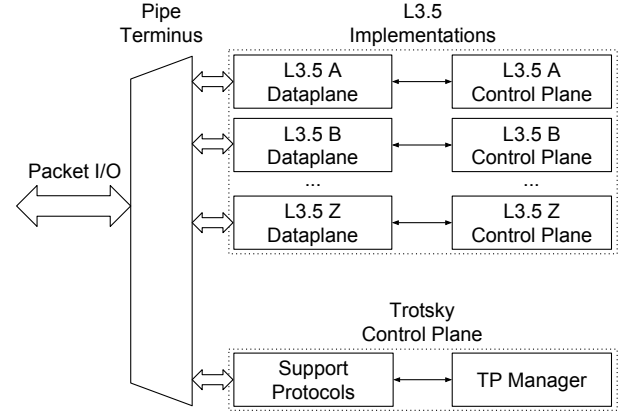 Pipe
Terminus
L3.5
Implementations
Packet I/O
L3.5 A
Dataplane
L3.5 A
Control Plane
L3.5 B
Dataplane
L3.5 B
Control Plane
...
...
L3.5 Z
Dataplane
L3.5 Z
Control Plane
Trotsky
Control Plane
Support
Protocols
TP Manager